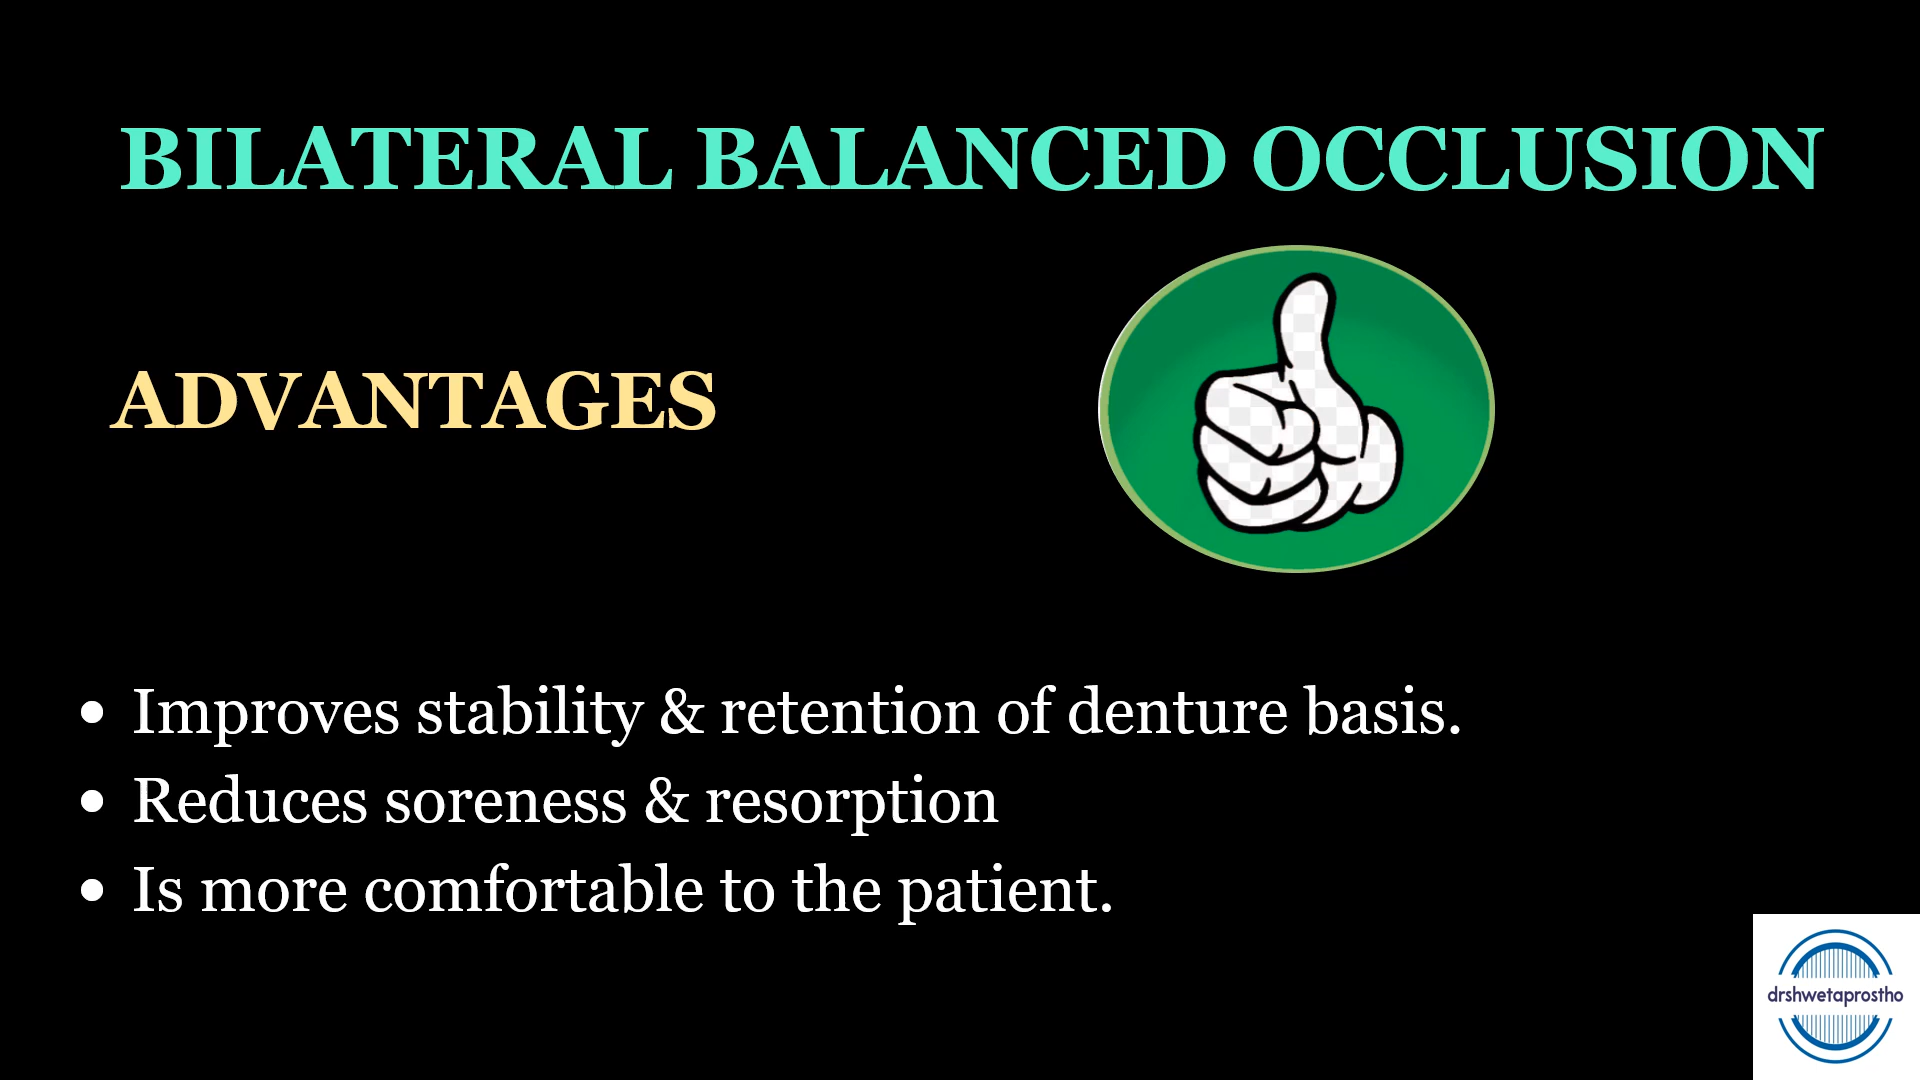 BILATERAL BALANCED OCCLUSION
ADVANTAGES
• Improves stability & retention of denture basis.
• Reduces soreness & resorption
• Is more comfortable to the patient.
drshwetaprostho